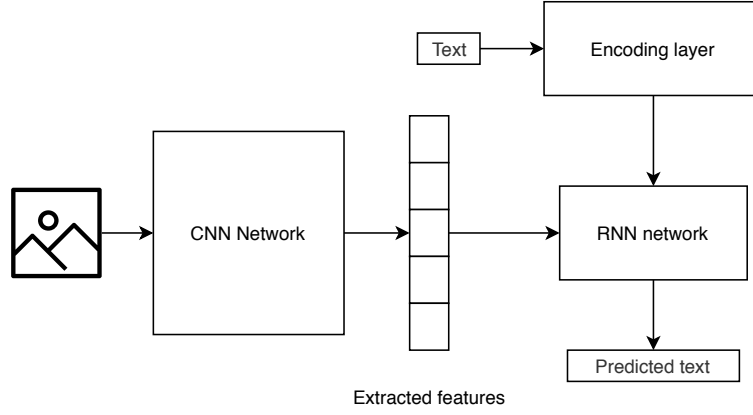 Text
Encoding layer
CNN Network
RNN network
Predicted text
Extracted features